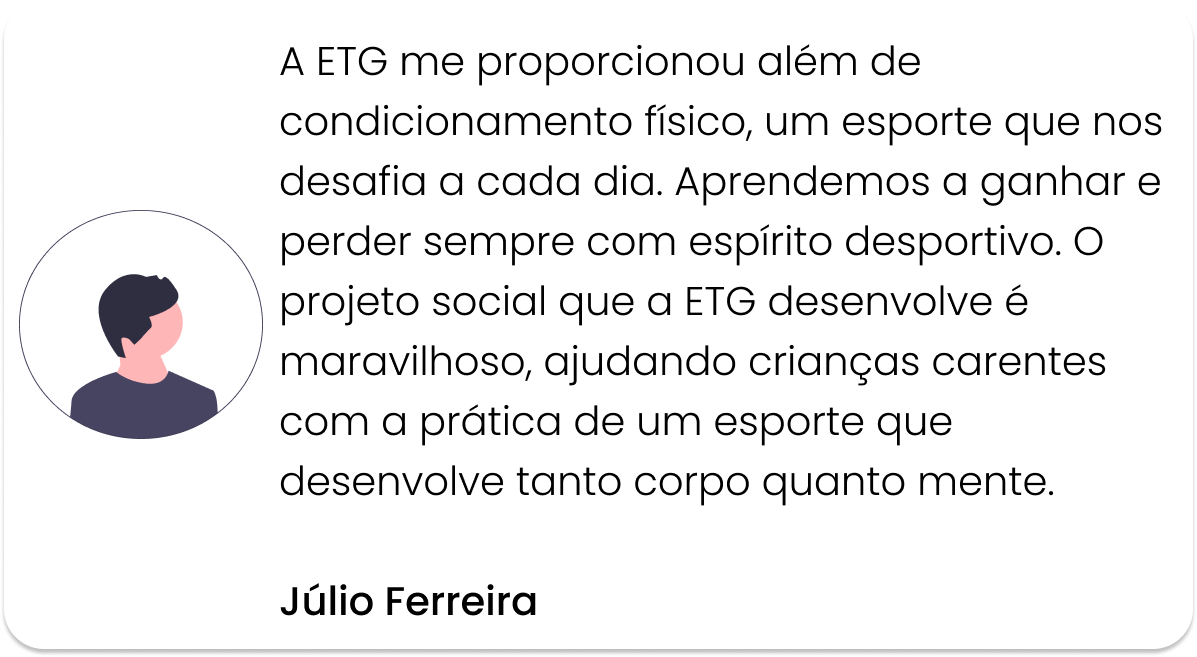 A ETG me proporcionou além de
condicionamento físico, um esporte que nos
desafia a cada dia. Aprendemos a ganhar e
perder sempre com espírito desportivo. O
projeto social que a ETG desenvolve é
maravilhoso, ajudando crianças carentes
com a prática de um esporte que
desenvolve tanto corpo quanto mente.
Júlio Ferreira